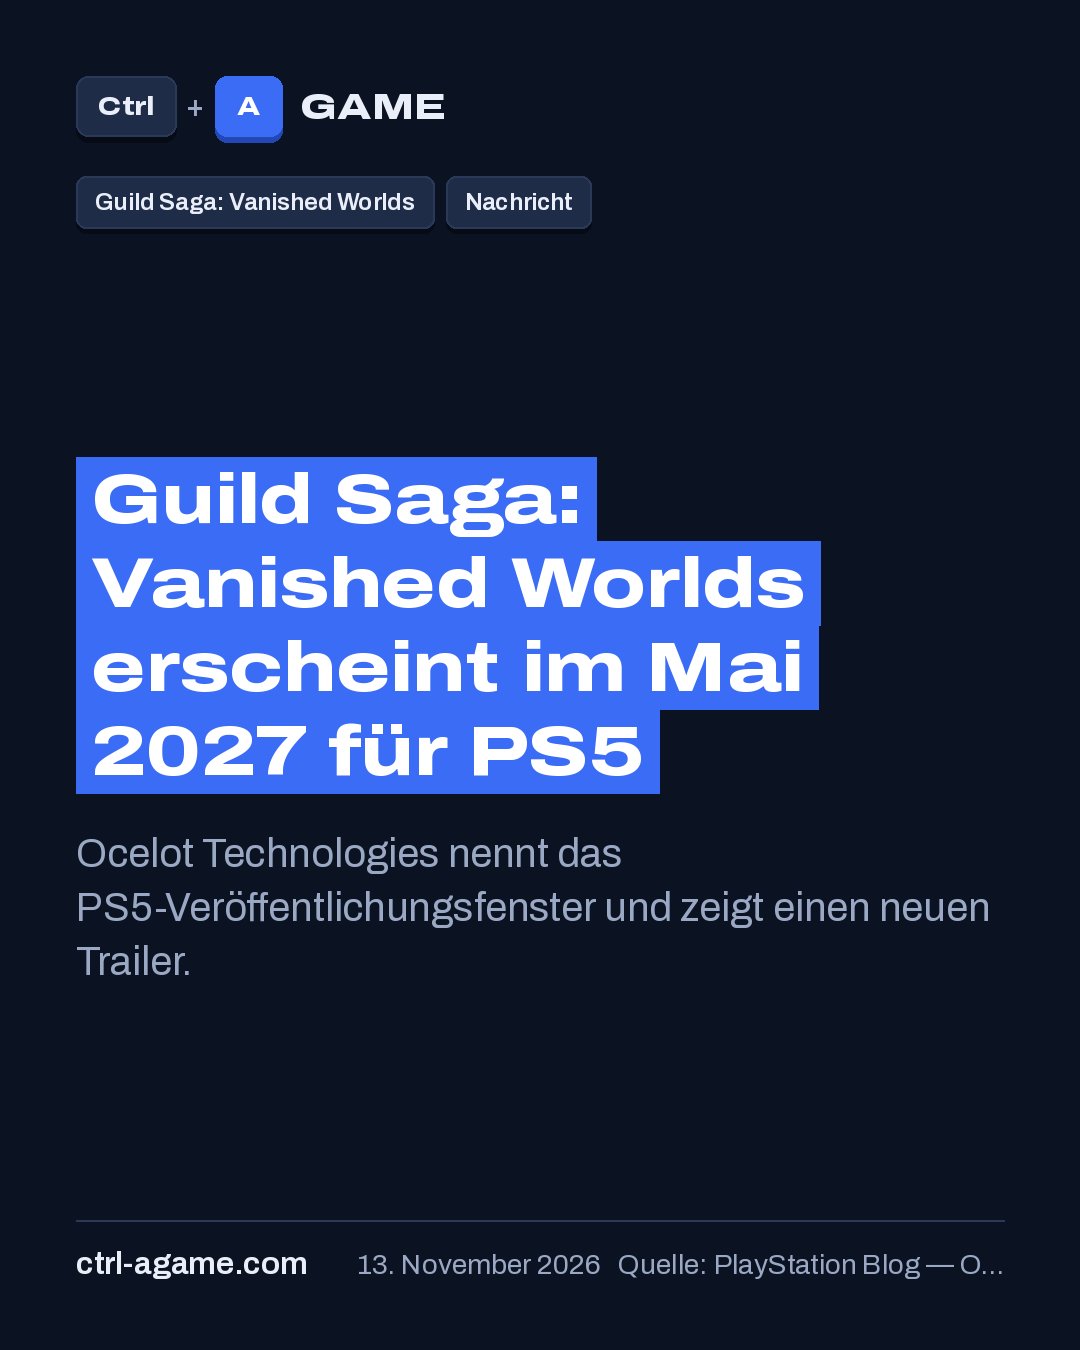 Ctrl + A GAME
Guild Saga: Vanished Worlds Nachricht
Guild Saga:
Vanished Worlds
erscheint im Mai
2027 für PS5
Ocelot Technologies nennt das
PS5-Veröffentlichungsfenster und zeigt einen neuen
Trailer.
ctrl-agame.com 13. November 2026 Quelle: PlayStation Blog — O...